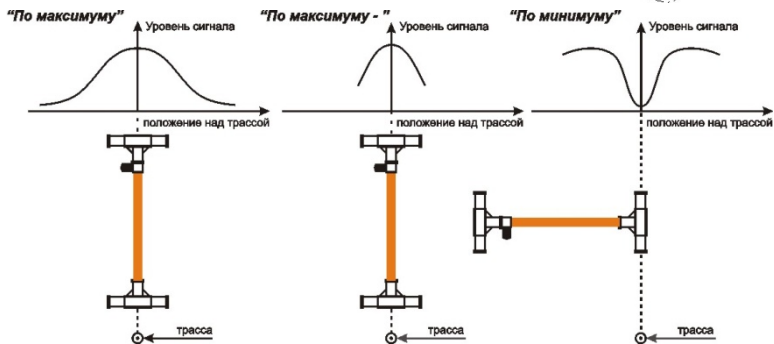 “По максимуму”
“По максимуму - ”
“По минимуму”
Уровень сигнала
Уровень сигнала
Уровень сигнала
положение над трассой
положение над трассой
положение над трассой
трасса
трасса
трасса